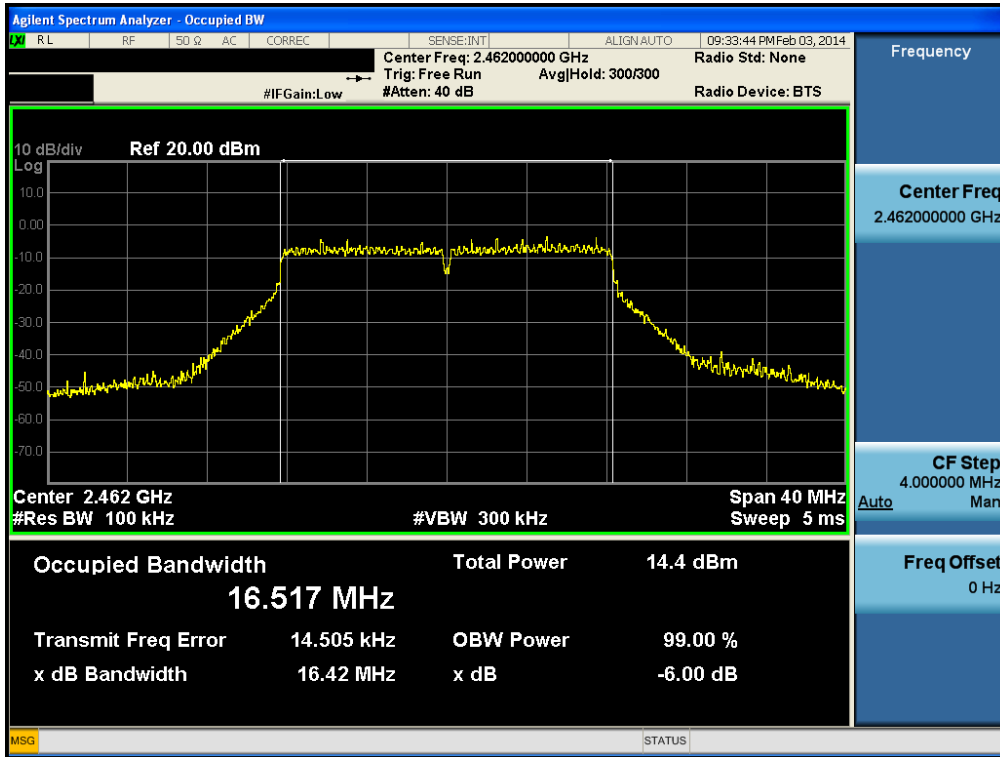 Agilent Spectrum Analyzer - Occupied BW
LXI RL RF 50 Ω AC CORREC SENSE:INT ALIGN AUTO 09:33:44 PM Feb 03, 2014
Center Freq: 2.462000000 GHz Radio Std: None
Trig: Free Run Avg|Hold: 300/300
#IFGain:Low #Atten: 40 dB Radio Device: BTS
10 dB/div Ref 20.00 dBm
Log
10.0
0.00
-10.0
-20.0
-30.0
-40.0
-50.0
-60.0
-70.0
Center 2.462 GHz Span 40 MHz
#Res BW 100 kHz #VBW 300 kHz Sweep 5 ms
Occupied Bandwidth Total Power 14.4 dBm
16.517 MHz
Transmit Freq Error 14.505 kHz OBW Power 99.00 %
x dB Bandwidth 16.42 MHz x dB -6.00 dB
MSG STATUS
Frequency
Center Freq
2.462000000 GHz
CF Step
4.000000 MHz
Auto Man
Freq Offset
0 Hz